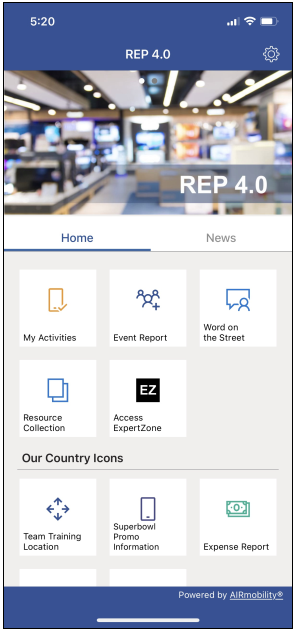 5:20
REP 4.0
REP 4.0
Home
News
My Activities
Event Report
Word on
the Street
Resource
Collection
EZ
Access
ExpertZone
Our Country Icons
Team Training
Location
Superbowl
Promo
Information
Expense Report
Powered by AIRmobility®